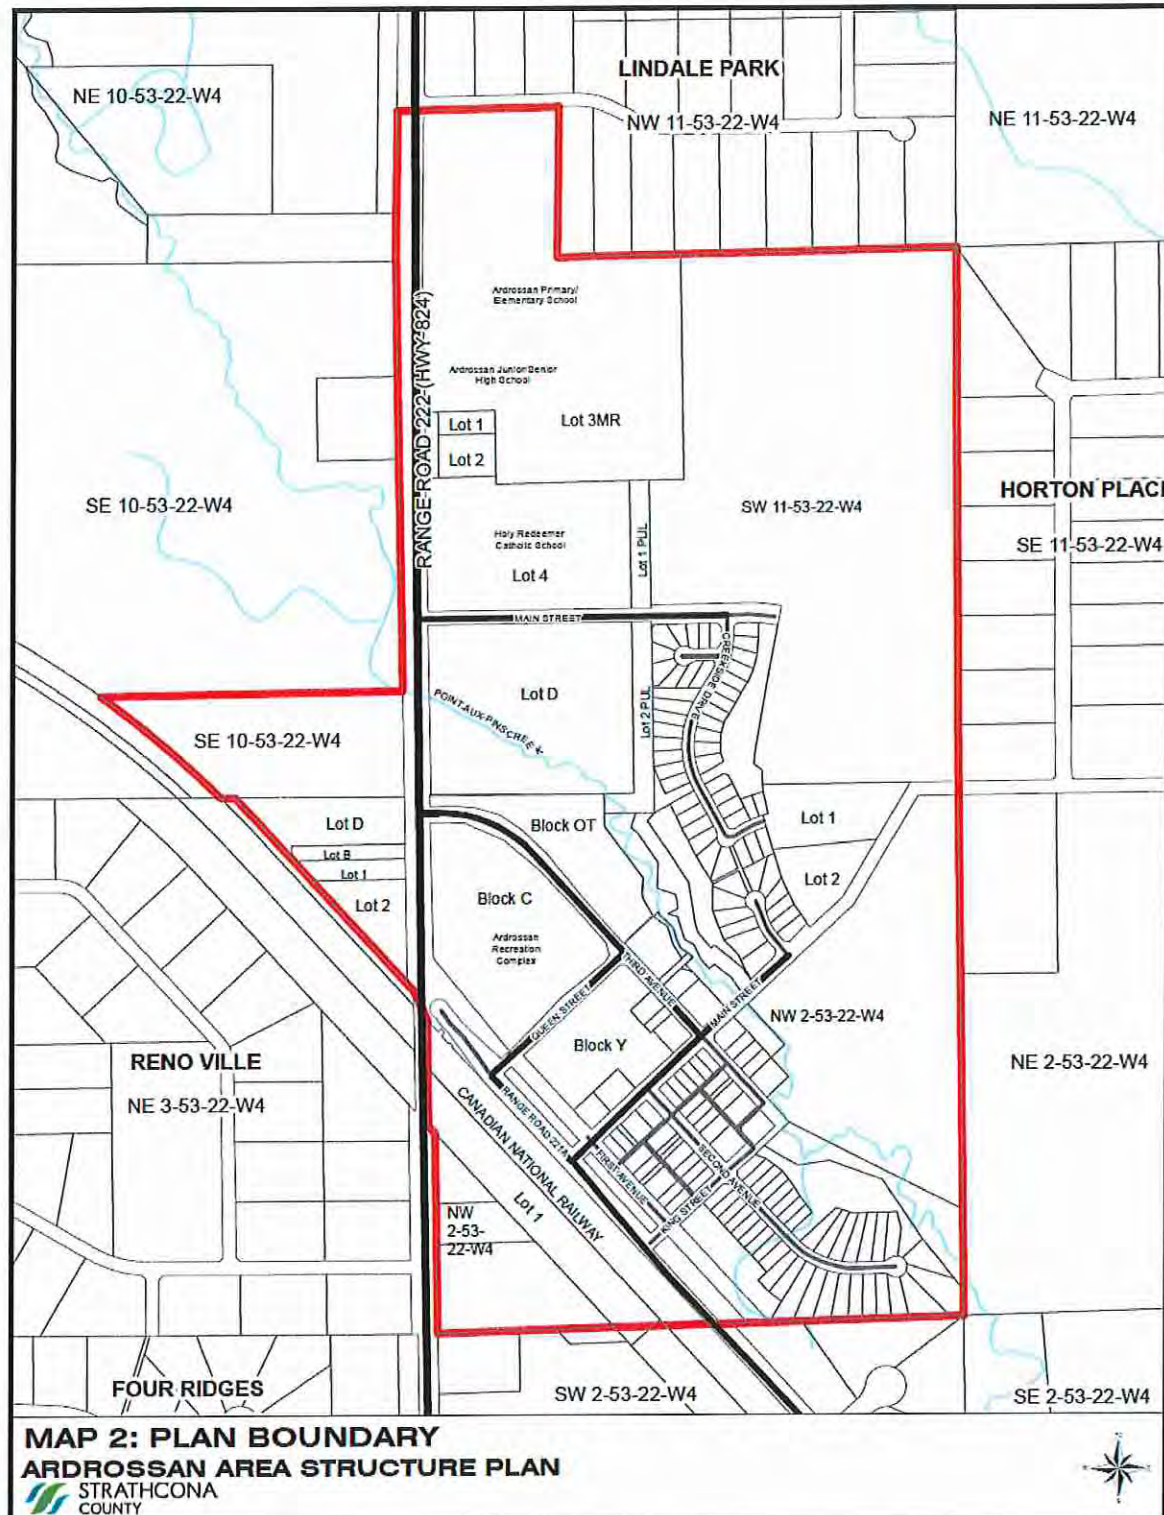 LINDALE PARK
NE 10-53-22-W4
NW 11-53-22-W4
NE 11-53-22-W4
Ardrossan Primary/
Elementary School
RANGE-ROAD-222-(HWY-824)
Ardrossan Junior Senior
High School
Lot 1
Lot 3MR
Lot 2
SE 10-53-22-W4
SW 11-53-22-W4
HORTON PLAC
Holy Redeemer
Catholic School
SE 11-53-22-W4
Lot 1 PUL
Lot 4
MAIN STREET
CREEKSIDE DRIVE
Lot D
Lot 2 PUL
POINT-AUX-PINS CREEK
SE 10-53-22-W4
Lot D
Block OT
Lot 1
Lot B
Lot 1
Lot 2
Lot 2
Block C
Ardrossan
Recreation
Complex
THIRD AVENUE
QUEEN STREET
MAIN STREET
NW 2-53-22-W4
Block Y
RENO VILLE
NE 2-53-22-W4
NE 3-53-22-W4
RANGE ROAD-221A
CANADIAN NATIONAL RAILWAY
FIRST AVENUE
SECOND AVENUE
KING STREET
Lot 1
NW
2-53-
22-W4
FOUR RIDGES
SW 2-53-22-W4
SE 2-53-22-W4
MAP 2: PLAN BOUNDARY
ARDROSSAN AREA STRUCTURE PLAN
STRATHCONA
COUNTY